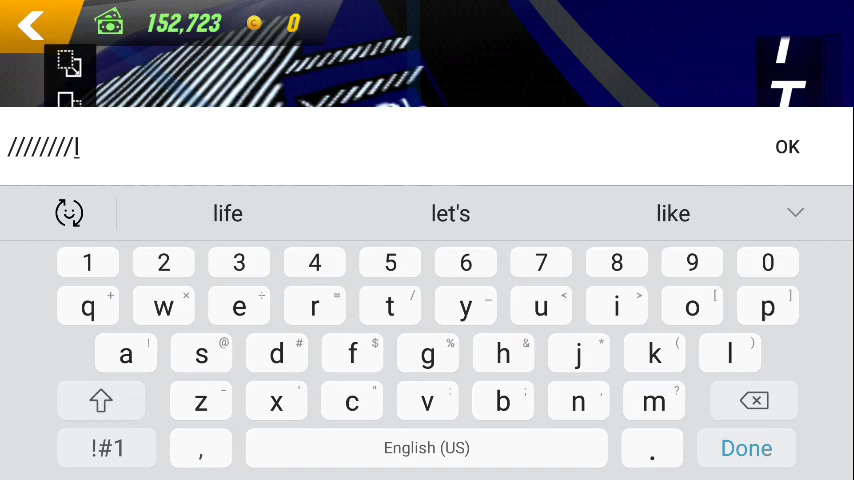 152,723 C 0
I
T
////////l
OK
life let's like
1 2 3 4 5 6 7 8 9 0
q + w × e ÷ r = t / y _ u < i > o [ p ]
a ! s @ d # f $ g % h & j * k ( l )
z - x ' c " v : b ; n , m ?
!#1 , English (US) . Done